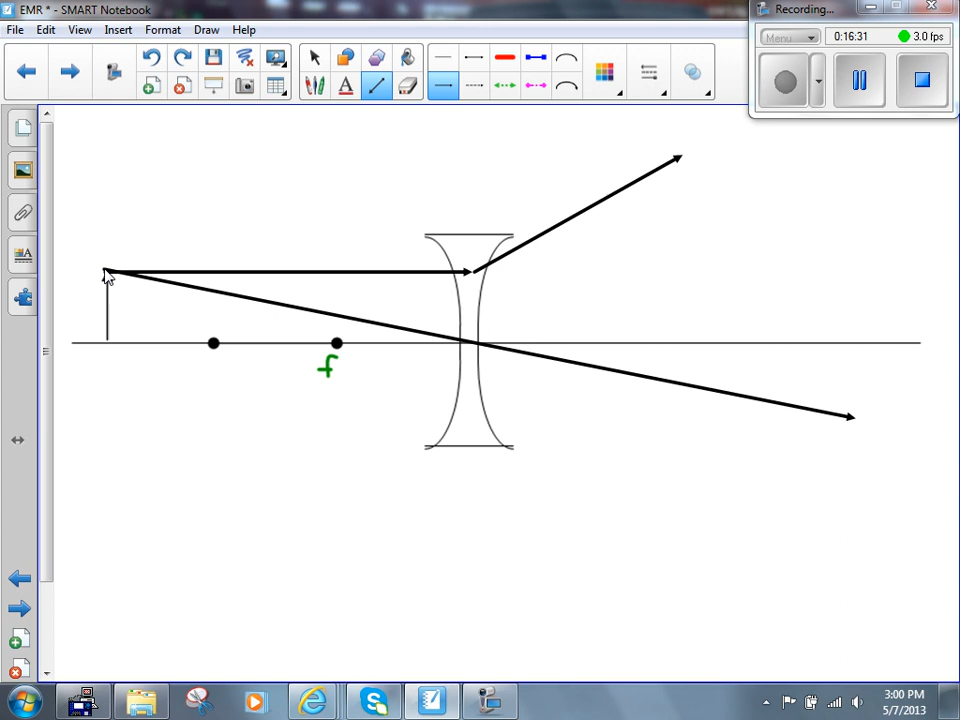 EMR * - SMART Notebook
Recording...
File Edit View Insert Format Draw Help
Menu
0:16:31
3.0 fps
f
3:00 PM
5/7/2013